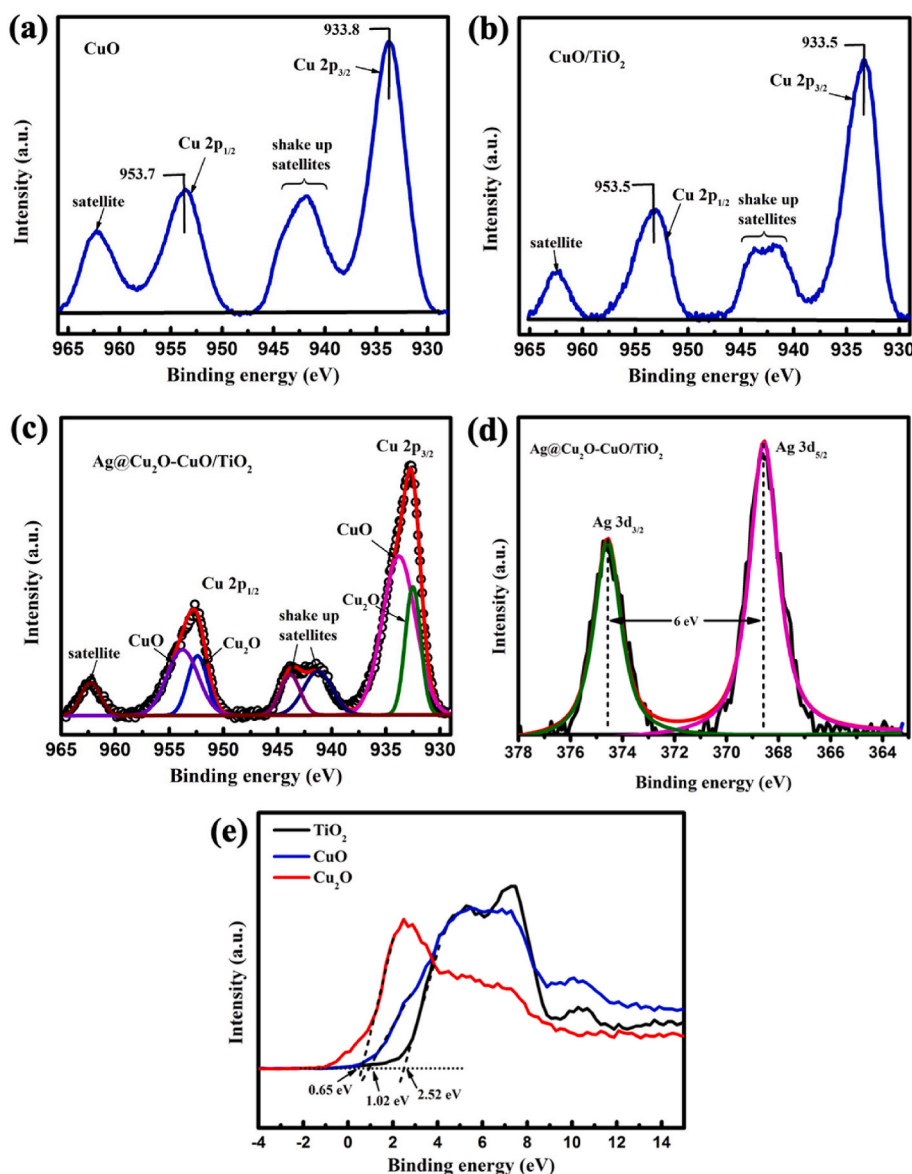 (a)
CuO
933.8
Cu 2p3/2
Cu 2p1/2
953.7
shake up
satellites
satellite
Intensity (a.u.)
965 960 955 950 945 940 935 930
Binding energy (eV)
(b)
CuO/TiO2
933.5
Cu 2p3/2
953.5
Cu 2p1/2
shake up
satellites
satellite
Intensity (a.u.)
965 960 955 950 945 940 935 930
Binding energy (eV)
(c)
Ag@Cu2O-CuO/TiO2
Cu 2p3/2
CuO
Cu2O
Cu 2p1/2
CuO
Cu2O
shake up
satellites
satellite
Intensity (a.u.)
965 960 955 950 945 940 935 930
Binding energy (eV)
(d)
Ag@Cu2O-CuO/TiO2
Ag 3d5/2
Ag 3d3/2
6 eV
Intensity (a.u.)
378 376 374 372 370 368 366 364
Binding energy (eV)
(e)
TiO2
CuO
Cu2O
Intensity (a.u.)
0.65 eV
1.02 eV
2.52 eV
-4 -2 0 2 4 6 8 10 12 14
Binding energy (eV)